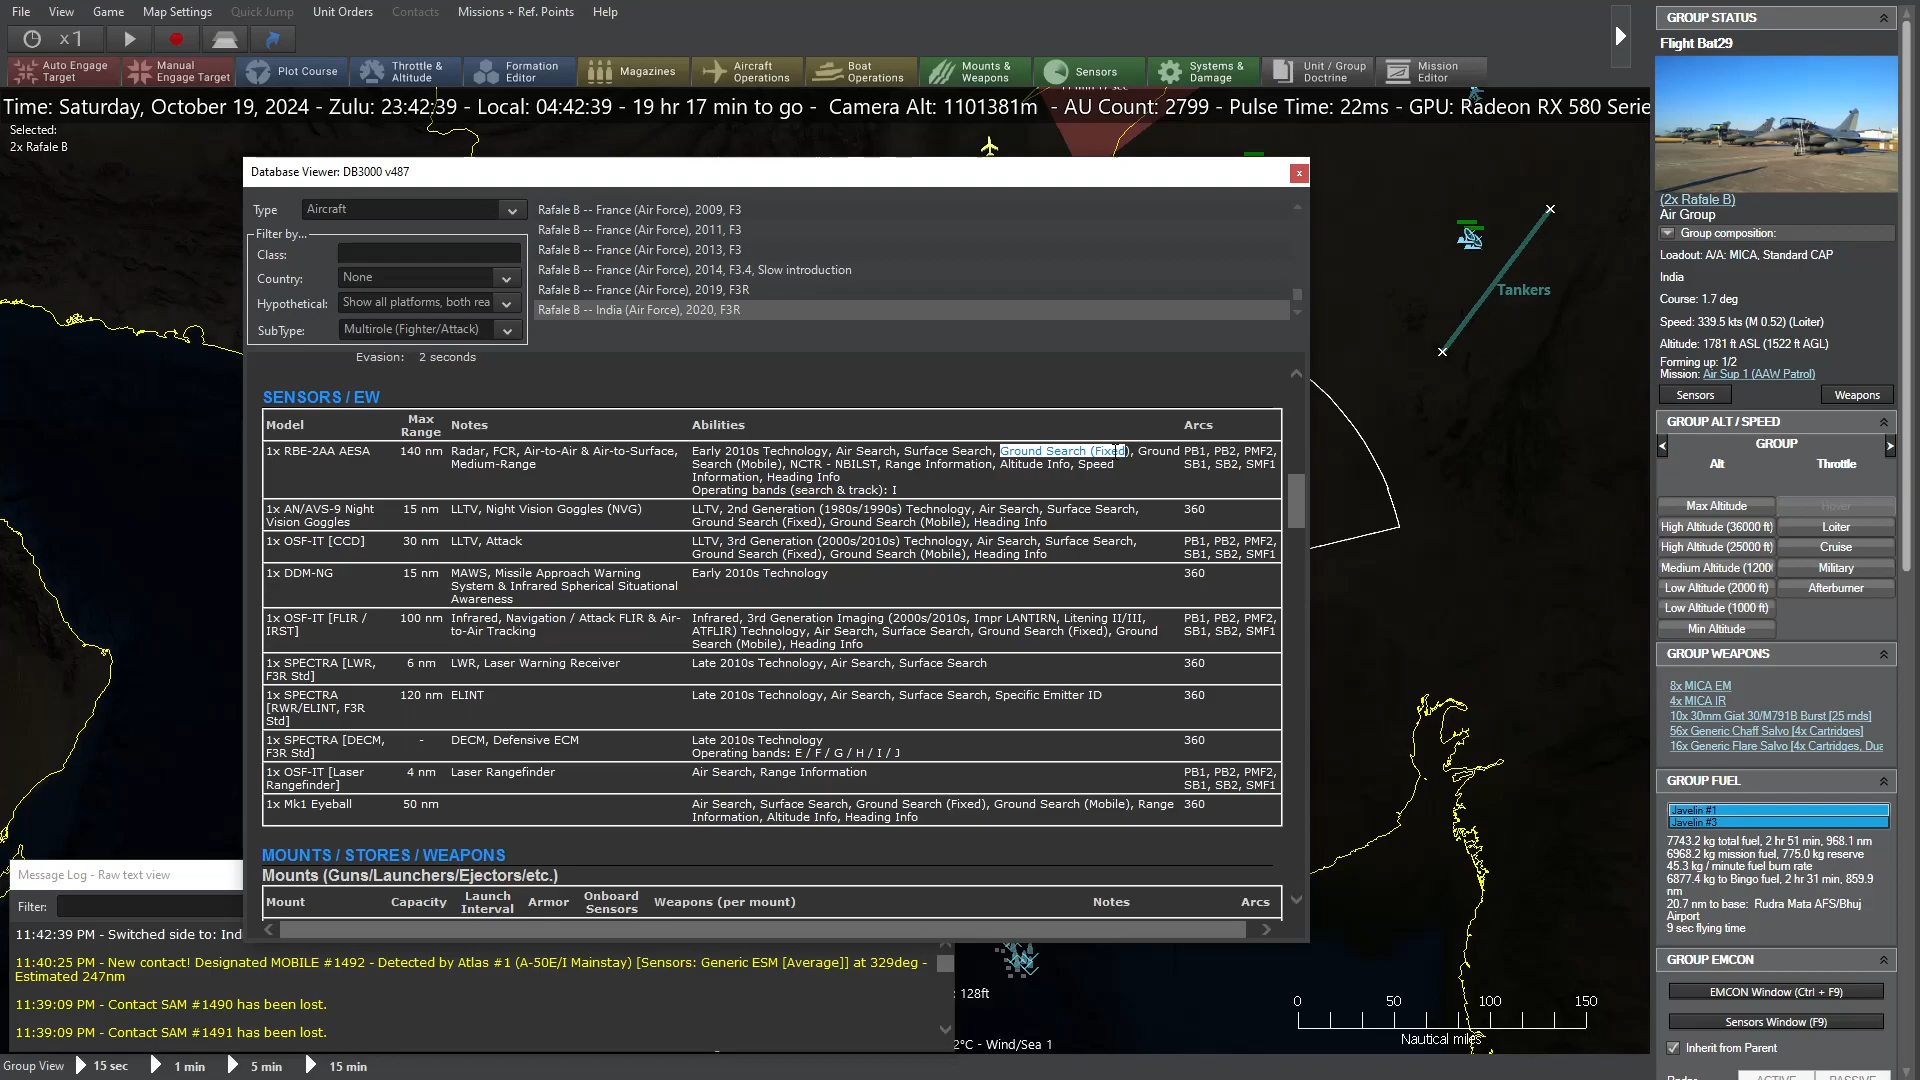 File View Game Map Settings Quick Jump Unit Orders Contacts Missions + Ref. Points Help
x1
Auto Engage Target
Manual Engage Target
Plot Course
Throttle & Altitude
Formation Editor
Magazines
Aircraft Operations
Boat Operations
Mounts & Weapons
Sensors
Systems & Damage
Unit / Group Doctrine
Mission Editor
Time: Saturday, October 19, 2024 - Zulu: 23:42:39 - Local: 04:42:39 - 19 hr 17 min to go - Camera Alt: 1101381m - AU Count: 2799 - Pulse Time: 22ms - GPU: Radeon RX 580 Serie
Selected:
2x Rafale B
Database Viewer: DB3000 v487
Type Aircraft
Filter by...
Class:
Country: None
Hypothetical: Show all platforms, both rea
SubType: Multirole (Fighter/Attack)
Rafale B -- France (Air Force), 2009, F3
Rafale B -- France (Air Force), 2011, F3
Rafale B -- France (Air Force), 2013, F3
Rafale B -- France (Air Force), 2014, F3.4, Slow introduction
Rafale B -- France (Air Force), 2019, F3R
Rafale B -- India (Air Force), 2020, F3R
Evasion: 2 seconds
SENSORS / EW
Model Max Range Notes Abilities Arcs
1x RBE-2AA AESA 140 nm Radar, FCR, Air-to-Air & Air-to-Surface, Early 2010s Technology, Air Search, Surface Search, Ground Search (Fixed), Ground PB1, PB2, PMF2,
Medium-Range Search (Mobile), NCTR - NBILST, Range Information, Altitude Info, Speed SB1, SB2, SMF1
Information, Heading Info
Operating bands (search & track): I
1x AN/AVS-9 Night 15 nm LLTV, Night Vision Goggles (NVG) LLTV, 2nd Generation (1980s/1990s) Technology, Air Search, Surface Search, 360
Vision Goggles Ground Search (Fixed), Ground Search (Mobile), Heading Info
1x OSF-IT [CCD] 30 nm LLTV, Attack LLTV, 3rd Generation (2000s/2010s) Technology, Air Search, Surface Search, PB1, PB2, PMF2,
Ground Search (Fixed), Ground Search (Mobile), Heading Info SB1, SB2, SMF1
1x DDM-NG 15 nm MAWS, Missile Approach Warning Early 2010s Technology 360
System & Infrared Spherical Situational
Awareness
1x OSF-IT [FLIR / 100 nm Infrared, Navigation / Attack FLIR & Air- Infrared, 3rd Generation Imaging (2000s/2010s, Impr LANTIRN, Litening II/III, PB1, PB2, PMF2,
IRST] to-Air Tracking ATFLIR) Technology, Air Search, Surface Search, Ground Search (Fixed), Ground SB1, SB2, SMF1
Search (Mobile), Heading Info
1x SPECTRA [LWR, 6 nm LWR, Laser Warning Receiver Late 2010s Technology, Air Search, Surface Search 360
F3R Std]
1x SPECTRA 120 nm ELINT Late 2010s Technology, Air Search, Surface Search, Specific Emitter ID 360
[RWR/ELINT, F3R
Std]
1x SPECTRA [DECM, - DECM, Defensive ECM Late 2010s Technology 360
F3R Std] Operating bands: E / F / G / H / I / J
1x OSF-IT [Laser 4 nm Laser Rangefinder Air Search, Range Information PB1, PB2, PMF2,
Rangefinder] SB1, SB2, SMF1
1x Mk1 Eyeball 50 nm Air Search, Surface Search, Ground Search (Fixed), Ground Search (Mobile), Range 360
Information, Altitude Info, Heading Info
MOUNTS / STORES / WEAPONS
Mounts (Guns/Launchers/Ejectors/etc.)
Mount Capacity Launch Interval Armor Onboard Sensors Weapons (per mount) Notes Arcs
Tankers
Message Log - Raw text view
Filter:
11:42:39 PM - Switched side to: Ind
11:40:25 PM - New contact! Designated MOBILE #1492 - Detected by Atlas #1 (A-50E/I Mainstay) [Sensors: Generic ESM [Average]] at 329deg -
Estimated 247nm
11:39:09 PM - Contact SAM #1490 has been lost.
11:39:09 PM - Contact SAM #1491 has been lost.
: 128ft
2°C - Wind/Sea 1
0 50 100 150
Nautical miles
Group View 15 sec 1 min 5 min 15 min
GROUP STATUS
Flight Bat29
(2x Rafale B)
Air Group
Group composition:
Loadout: A/A: MICA, Standard CAP
India
Course: 1.7 deg
Speed: 339.5 kts (M 0.52) (Loiter)
Altitude: 1781 ft ASL (1522 ft AGL)
Forming up: 1/2
Mission: Air Sup 1 (AAW Patrol)
Sensors Weapons
GROUP ALT / SPEED
< GROUP >
Alt Throttle
Max Altitude Hover
High Altitude (36000 ft) Loiter
High Altitude (25000 ft) Cruise
Medium Altitude (1200 Military
Low Altitude (2000 ft) Afterburner
Low Altitude (1000 ft)
Min Altitude
GROUP WEAPONS
8x MICA EM
4x MICA IR
10x 30mm Giat 30/M791B Burst [25 rnds]
56x Generic Chaff Salvo [4x Cartridges]
16x Generic Flare Salvo [4x Cartridges, Dua
GROUP FUEL
Javelin #1
Javelin #3
7743.2 kg total fuel, 2 hr 51 min, 968.1 nm
6968.2 kg mission fuel, 775.0 kg reserve
45.3 kg / minute fuel burn rate
6877.4 kg to Bingo fuel, 2 hr 31 min, 859.9
nm
20.7 nm to base: Rudra Mata AFS/Bhuj
Airport
9 sec flying time
GROUP EMCON
EMCON Window (Ctrl + F9)
Sensors Window (F9)
Inherit from Parent